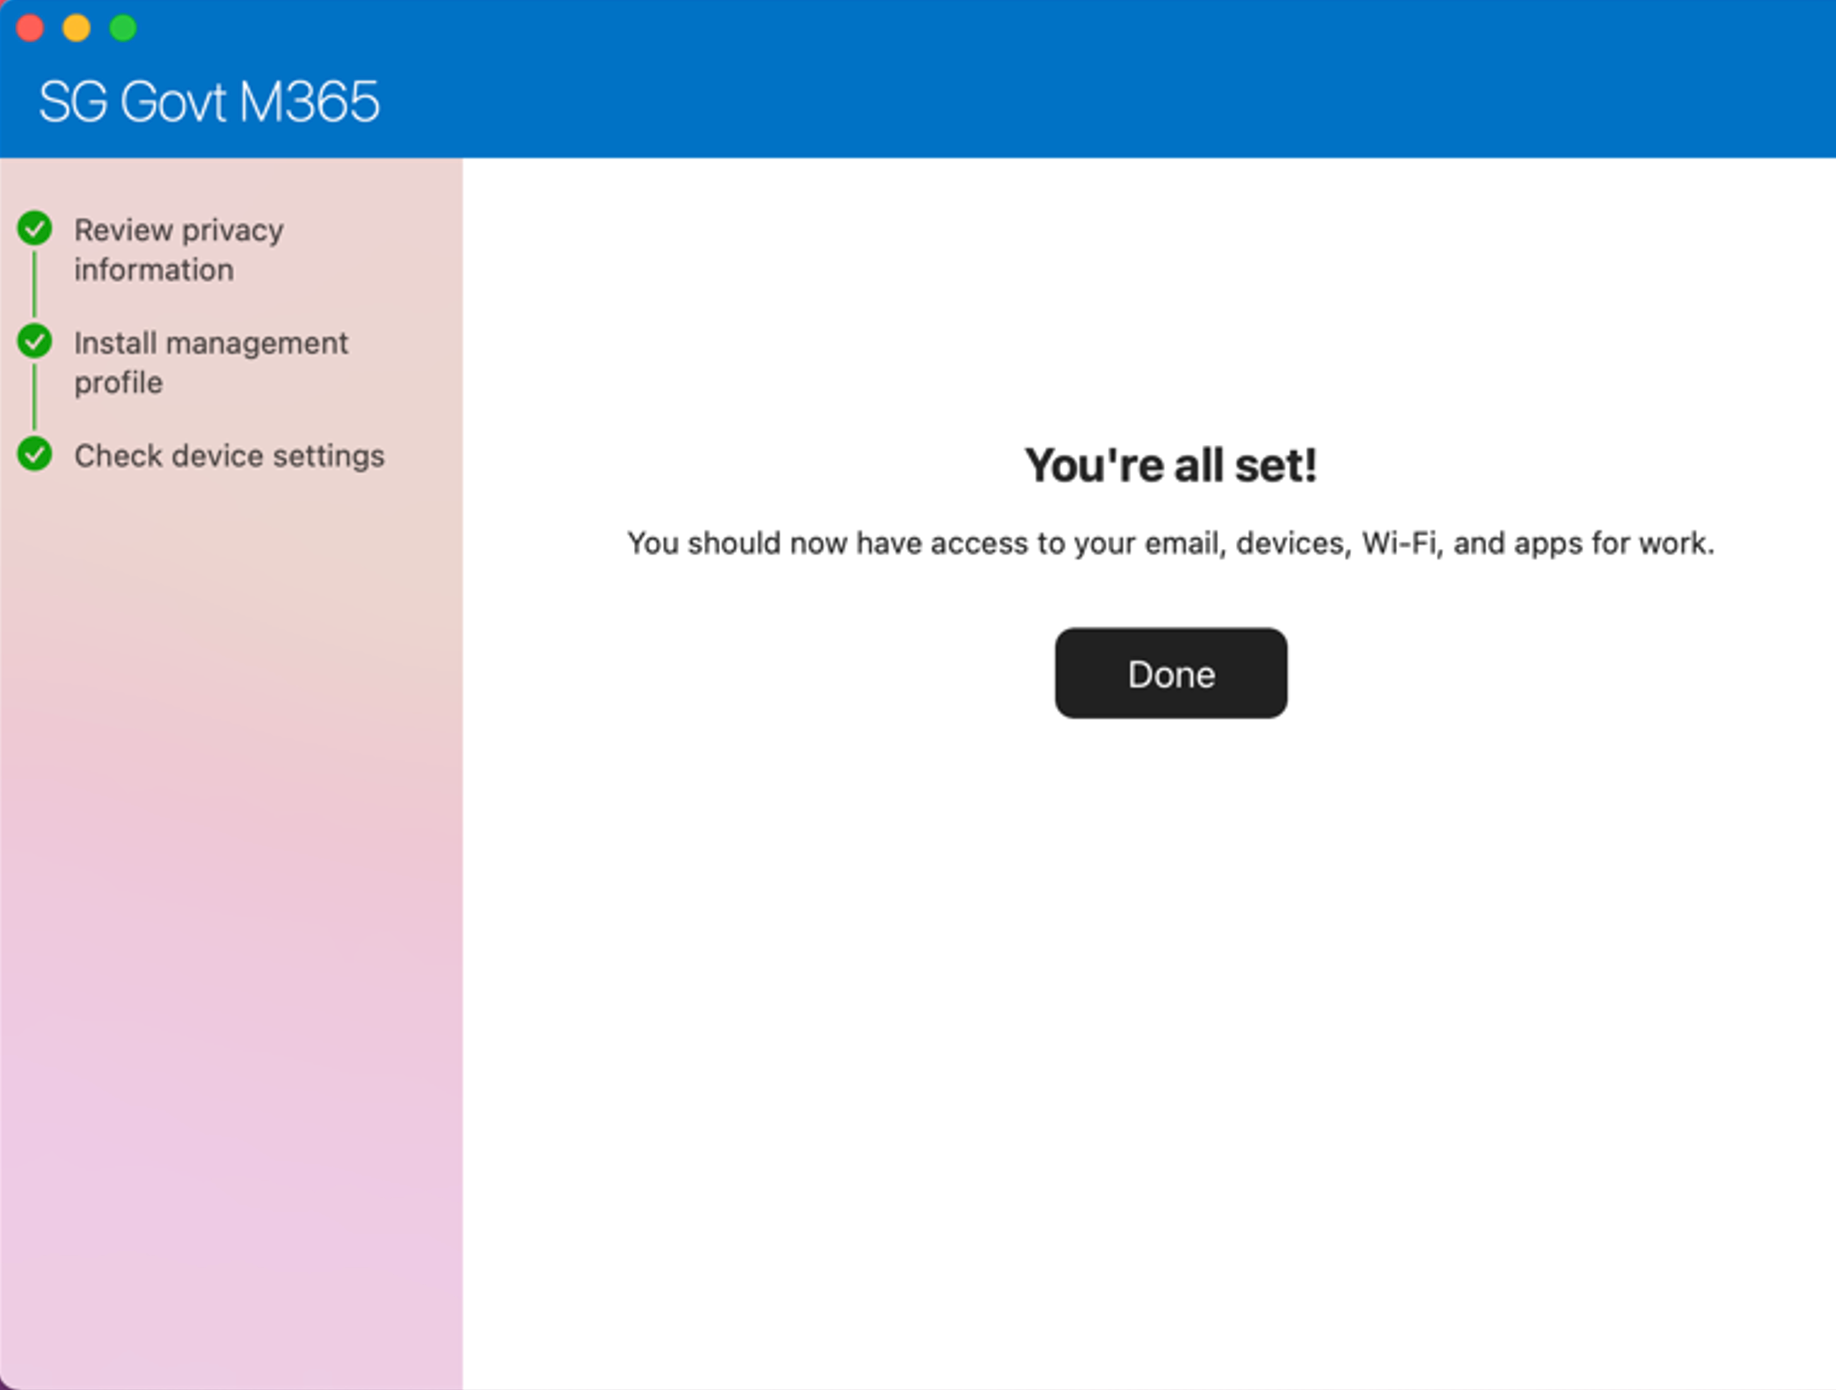 SG Govt M365
Review privacy
information
Install management
profile
Check device settings
You're all set!
You should now have access to your email, devices, Wi-Fi, and apps for work.
Done